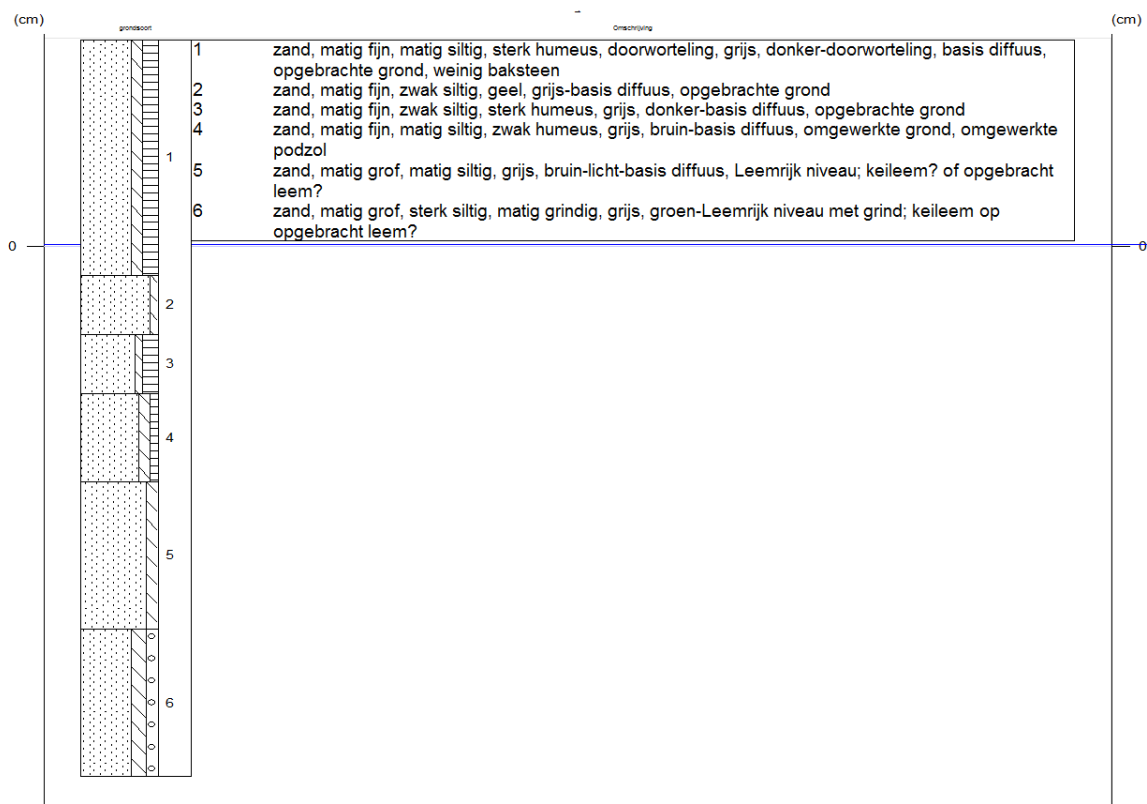 (cm)
(cm)
grondsoort
Omschrijving
1 zand, matig fijn, matig siltig, sterk humeus, doorworteling, grijs, donker-doorworteling, basis diffuus,
opgebrachte grond, weinig baksteen
2 zand, matig fijn, zwak siltig, geel, grijs-basis diffuus, opgebrachte grond
3 zand, matig fijn, zwak siltig, sterk humeus, grijs, donker-basis diffuus, opgebrachte grond
4 zand, matig fijn, matig siltig, zwak humeus, grijs, bruin-basis diffuus, omgewerkte grond, omgewerkte
podzol
5 zand, matig grof, matig siltig, grijs, bruin-licht-basis diffuus, Leemrijk niveau; keileem? of opgebracht
leem?
6 zand, matig grof, sterk siltig, matig grindig, grijs, groen-Leemrijk niveau met grind; keileem op
opgebracht leem?
1
0
0
2
3
4
5
6